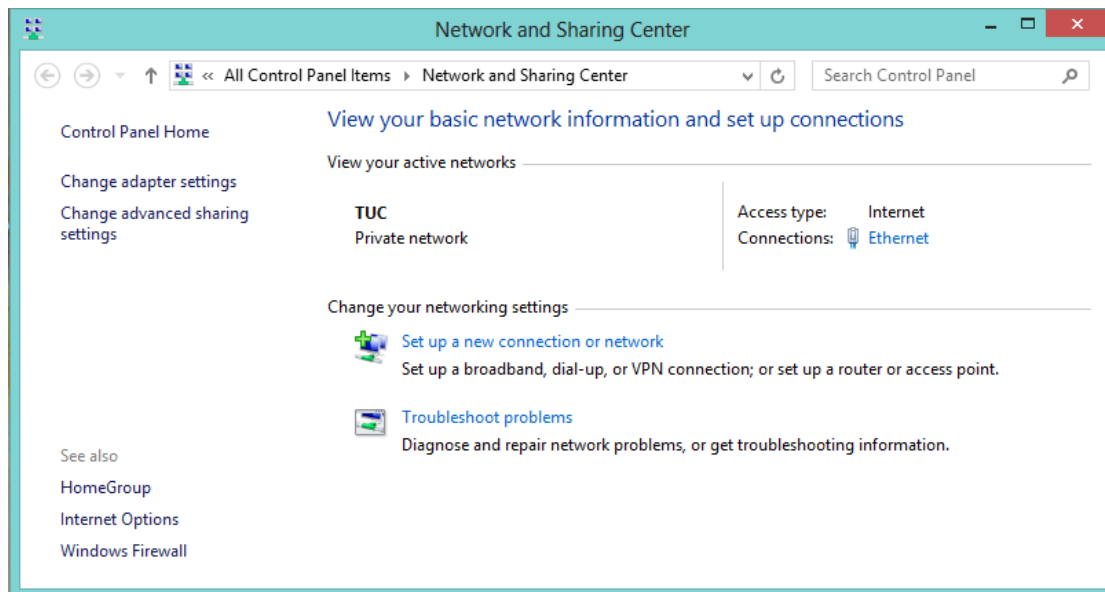 Network and Sharing Center
« All Control Panel Items ▸ Network and Sharing Center
Search Control Panel
Control Panel Home
Change adapter settings
Change advanced sharing
settings
See also
HomeGroup
Internet Options
Windows Firewall
View your basic network information and set up connections
View your active networks
TUC
Private network
Access type: Internet
Connections: Ethernet
Change your networking settings
Set up a new connection or network
Set up a broadband, dial-up, or VPN connection; or set up a router or access point.
Troubleshoot problems
Diagnose and repair network problems, or get troubleshooting information.